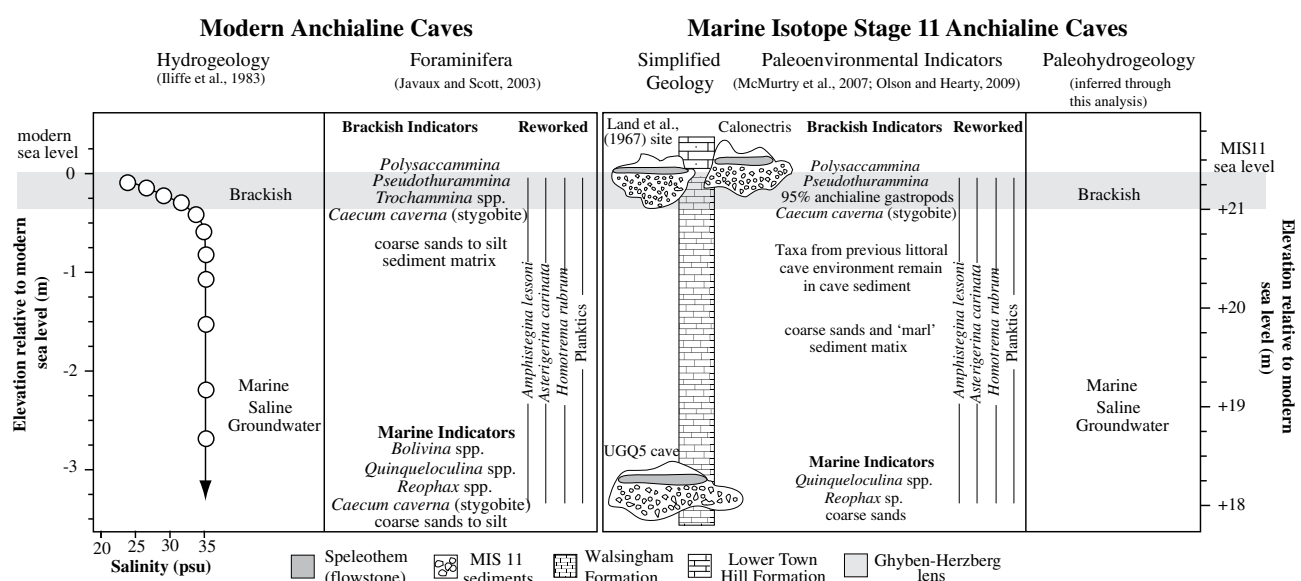 Modern Anchialine Caves
Marine Isotope Stage 11 Anchialine Caves
Hydrogeology
(Iliffe et al., 1983)
Foraminifera
(Javaux and Scott, 2003)
Simplified
Geology
Paleoenvironmental Indicators
(McMurtry et al., 2007; Olson and Hearty, 2009)
Paleohydrogeology
(inferred through
this analysis)
modern
sea level
0
-1
-2
-3
Elevation relative to modern
sea level (m)
Brackish
Marine
Saline
Groundwater
20 25 30 35
Salinity (psu)
Brackish Indicators
Reworked
Polysaccammina
Pseudothurammina
Trochammina spp.
Caecum caverna (stygobite)
coarse sands to silt
sediment matrix
Amphistegina lessoni
Asterigerina carinata
Homotrema rubrum
Planktics
Marine Indicators
Bolivina spp.
Quinqueloculina spp.
Reophax spp.
Caecum caverna (stygobite)
coarse sands to silt
Land et al.,
(1967) site
Calonectris
UGQ5 cave
Brackish Indicators
Reworked
Polysaccammina
Pseudothurammina
95% anchialine gastropods
Caecum caverna (stygobite)
Taxa from previous littoral
cave environment remain
in cave sediment
coarse sands and ‘marl’
sediment matix
Amphistegina lessoni
Asterigerina carinata
Homotrema rubrum
Planktics
Marine Indicators
Quinqueloculina spp.
Reophax sp.
coarse sands
Brackish
Marine
Saline
Groundwater
MIS11
sea level
+21
+20
+19
+18
Elevation relative to modern
sea level (m)
Speleothem
(flowstone)
MIS 11
sediments
Walsingham
Formation
Lower Town
Hill Formation
Ghyben-Herzberg
lens